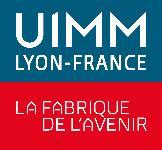 UIMM
LYON-FRANCE
LA FABRIQUE
DE L'AVENIR